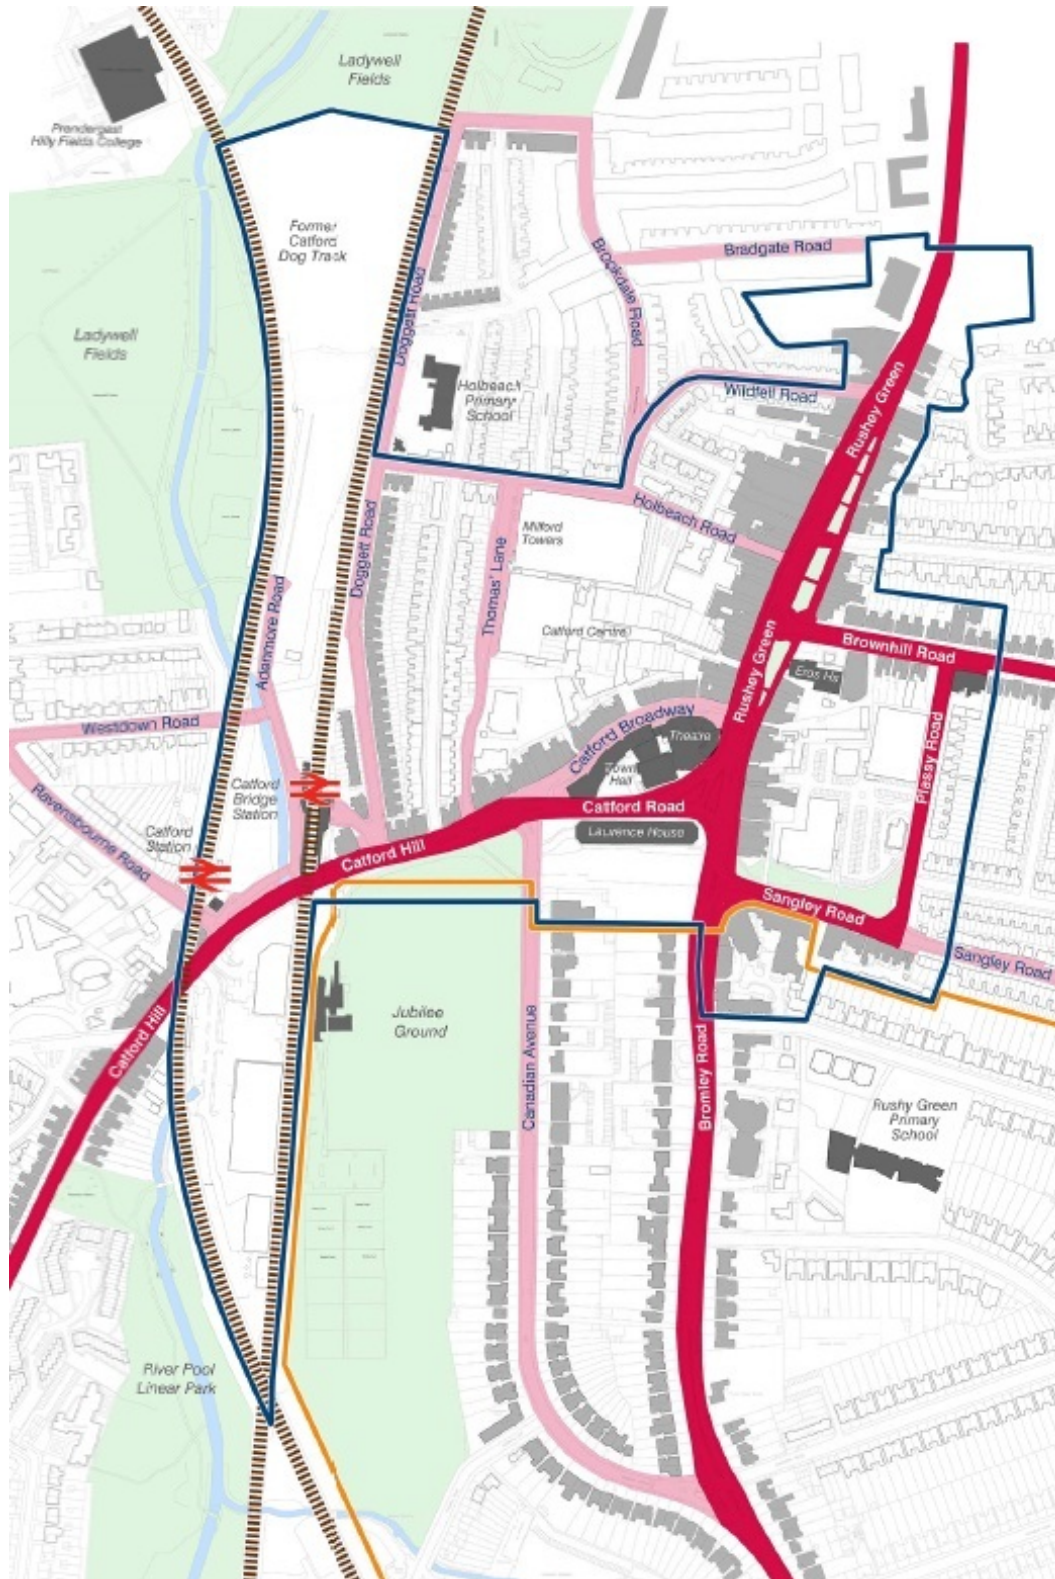 Ladywell
Fields
Prendergast
Hilly Fields College
Former
Catford
Dog Track
Bradgate Road
Brookdale Road
Doggett Road
Ladywell
Fields
Holbeach
Primary
School
Wildfell Road
Rushey Green
Holbeach Road
Milford
Towers
Doggett Road
Thomas' Lane
Adanmore Road
Catford Centre
Rushey Green
Brownhill Road
Eros Hs
Westdown Road
Catford Broadway
Theatre
Town
Hall
Plassy Road
Catford
Bridge
Station
Ravensbourne Road
Catford Road
Laurence House
Catford
Station
Catford Hill
Sangley Road
Sangley Road
Jubilee
Ground
Catford Hill
Canadian Avenue
Bromley Road
Rushy Green
Primary
School
River Pool
Linear Park